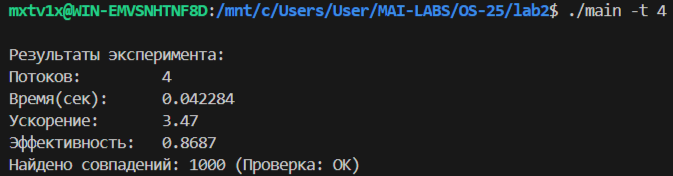 mxtv1x@WIN-EMVSNHTNF8D:/mnt/c/Users/User/MAI-LABS/OS-25/lab2$ ./main -t 4
Результаты эксперимента:
Потоков: 4
Время(сек): 0.042284
Ускорение: 3.47
Эффективность: 0.8687
Найдено совпадений: 1000 (Проверка: OK)